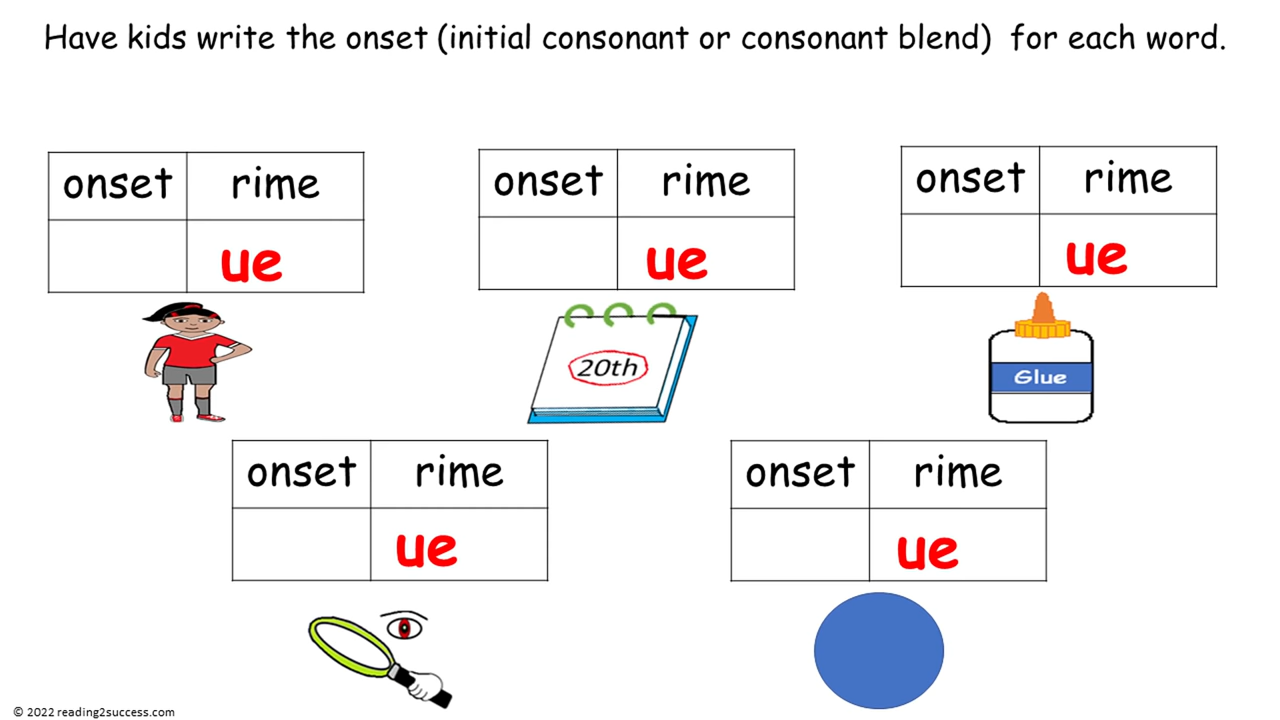 Have kids write the onset (initial consonant or consonant blend) for each word.
onset rime
ue
onset rime
ue
onset rime
ue
20th
Glue
onset rime
ue
onset rime
ue
© 2022 reading2success.com